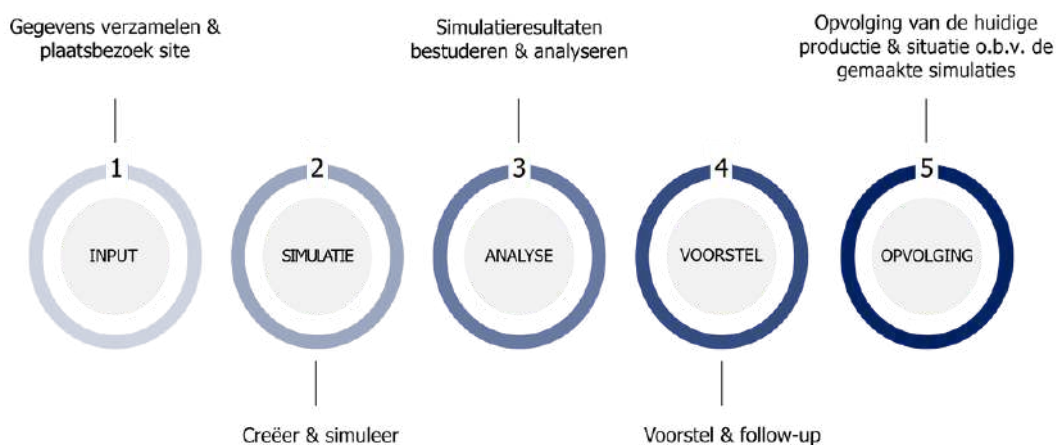 Gegevens verzamelen &
plaatsbezoek site
Simulatieresultaten
bestuderen & analyseren
Opvolging van de huidige
productie & situatie o.b.v. de
gemaakte simulaties
1
2
3
4
5
INPUT
SIMULATIE
ANALYSE
VOORSTEL
OPVOLGING
Creëer & simuleer
Voorstel & follow-up